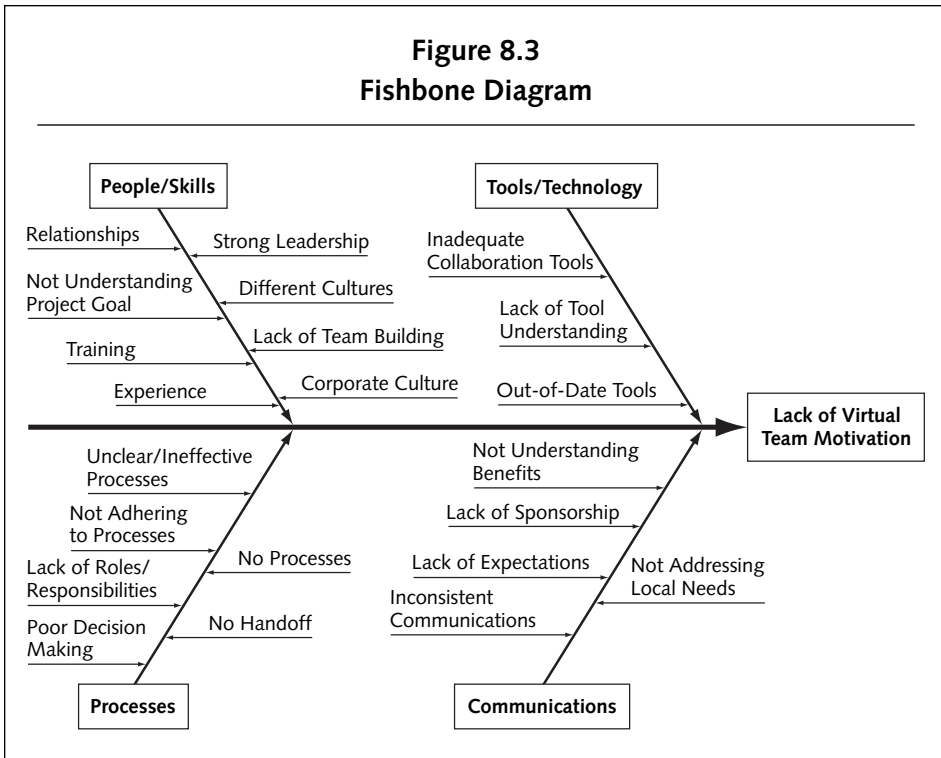 Figure 8.3
Fishbone Diagram
People/Skills
Relationships
Strong Leadership
Not Understanding
Project Goal
Different Cultures
Training
Lack of Team Building
Experience
Corporate Culture
Tools/Technology
Inadequate
Collaboration Tools
Lack of Tool
Understanding
Out-of-Date Tools
Lack of Virtual
Team Motivation
Unclear/Ineffective
Processes
Not Adhering
to Processes
No Processes
Lack of Roles/
Responsibilities
No Handoff
Poor Decision
Making
Processes
Not Understanding
Benefits
Lack of Sponsorship
Lack of Expectations
Not Addressing
Local Needs
Inconsistent
Communications
Communications